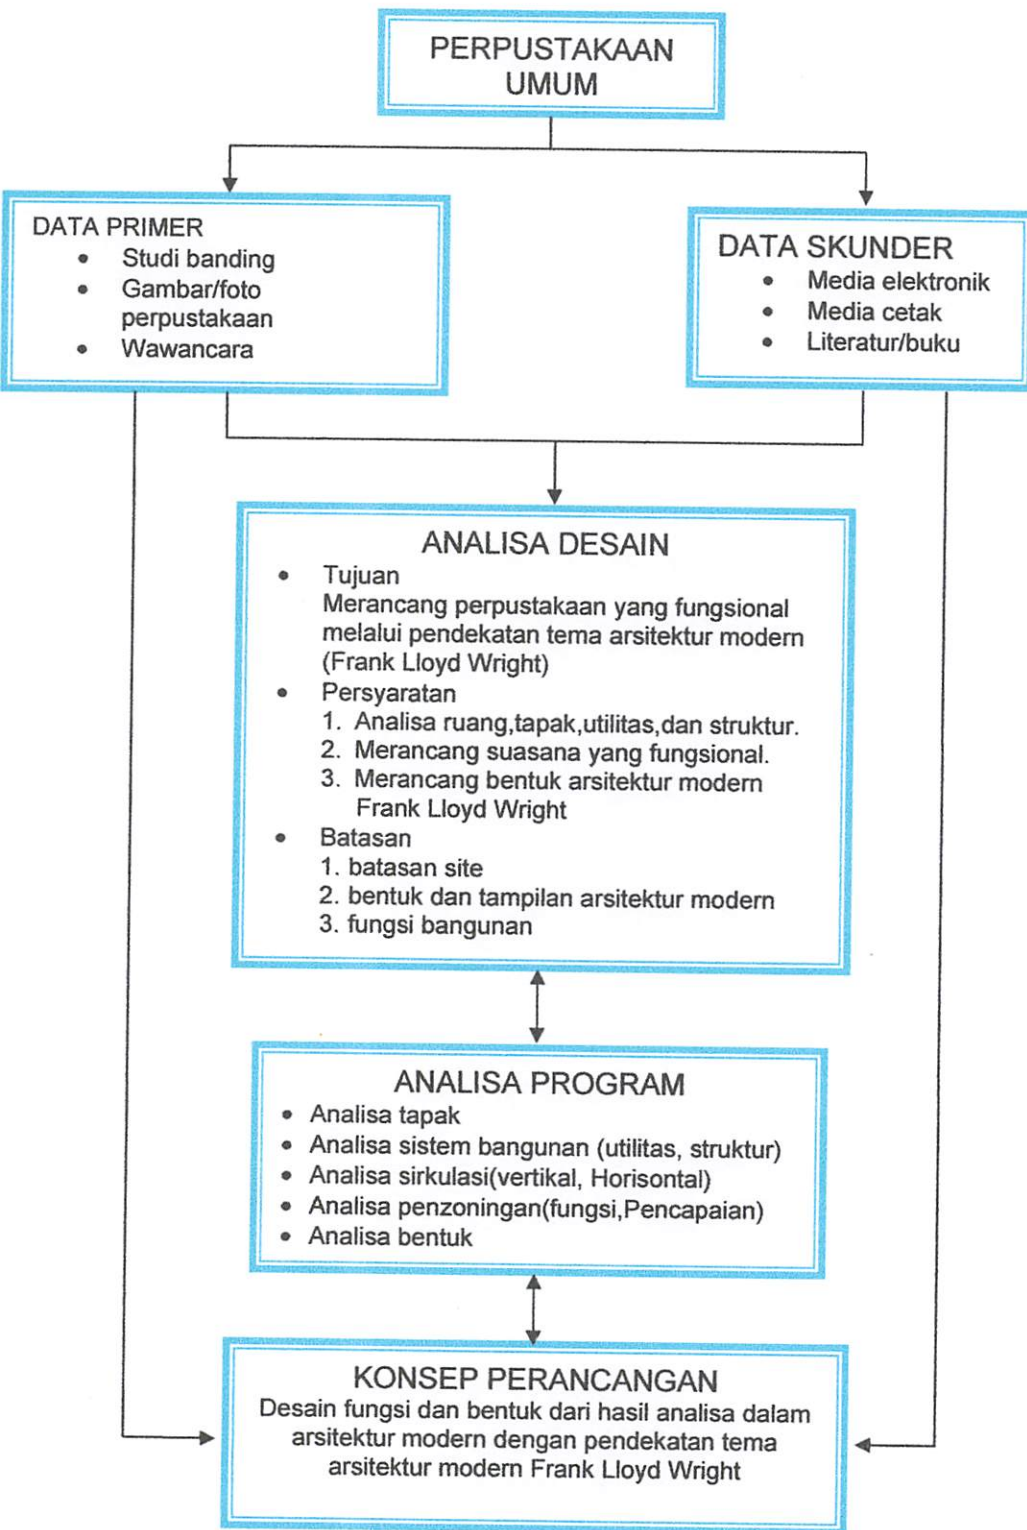 PERPUSTAKAAN
UMUM
DATA PRIMER
• Studi banding
• Gambar/foto
perpustakaan
• Wawancara
DATA SKUNDER
• Media elektronik
• Media cetak
• Literatur/buku
ANALISA DESAIN
• Tujuan
Merancang perpustakaan yang fungsional
melalui pendekatan tema arsitektur modern
(Frank Lloyd Wright)
• Persyaratan
1. Analisa ruang,tapak,utilitas,dan struktur.
2. Merancang suasana yang fungsional.
3. Merancang bentuk arsitektur modern
Frank Lloyd Wright
• Batasan
1. batasan site
2. bentuk dan tampilan arsitektur modern
3. fungsi bangunan
ANALISA PROGRAM
• Analisa tapak
• Analisa sistem bangunan (utilitas, struktur)
• Analisa sirkulasi(vertikal, Horisontal)
• Analisa penzoningan(fungsi,Pencapaian)
• Analisa bentuk
KONSEP PERANCANGAN
Desain fungsi dan bentuk dari hasil analisa dalam
arsitektur modern dengan pendekatan tema
arsitektur modern Frank Lloyd Wright